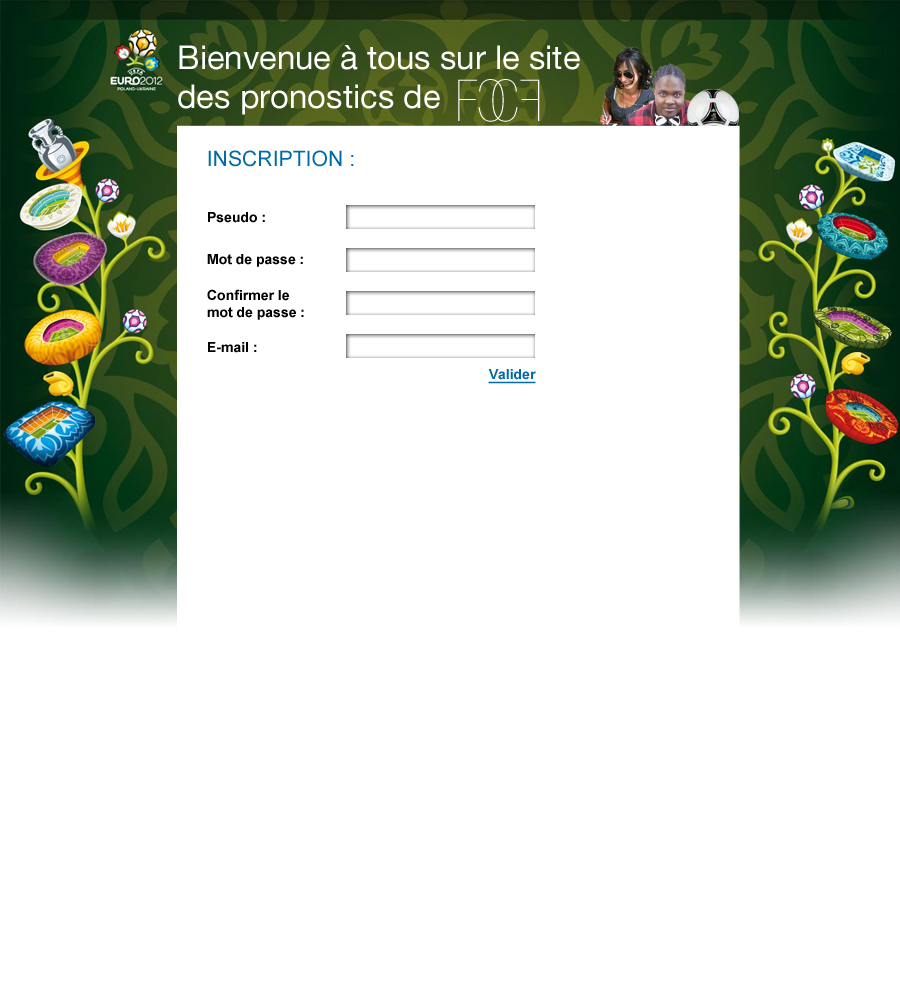 Bienvenue à tous sur le site
des pronostics de
UEFA
EURO2012
POLAND-UKRAINE
INSCRIPTION :
Pseudo :
Mot de passe :
Confirmer le
mot de passe :
E-mail :
Valider